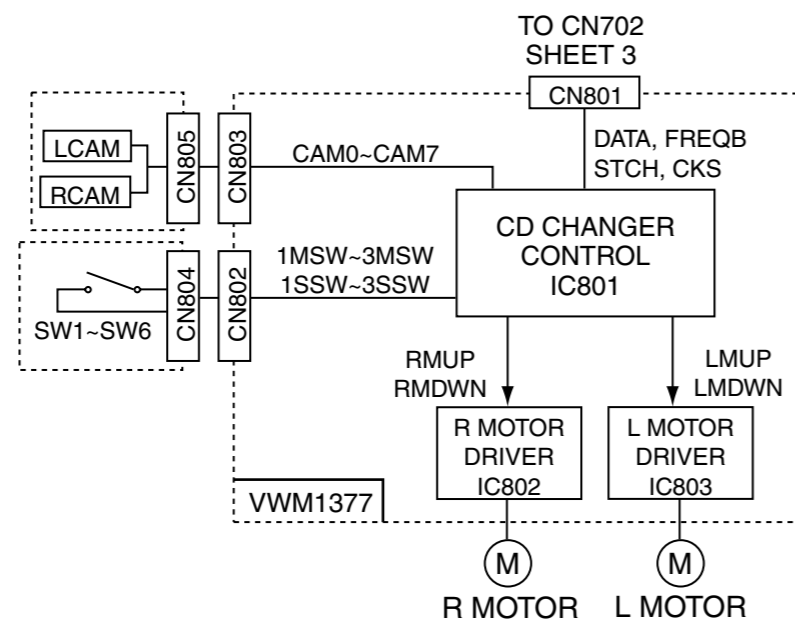 TO CN702
SHEET 3
CN801
LCAM
RCAM
CN805
CN803
CAM0~CAM7
DATA, FREQB
STCH, CKS
CD CHANGER
CONTROL
IC801
SW1~SW6
CN804
CN802
1MSW~3MSW
1SSW~3SSW
RMUP
RMDWN
LMUP
LMDWN
R MOTOR
DRIVER
IC802
L MOTOR
DRIVER
IC803
VWM1377
M
R MOTOR
M
L MOTOR